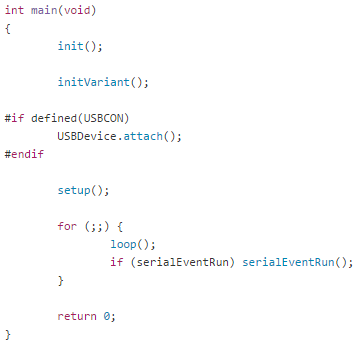 int main(void)
{
        init();

        initVariant();

#if defined(USBCON)
        USBDevice.attach();
#endif

        setup();

        for (;;) {
                loop();
                if (serialEventRun) serialEventRun();
        }

        return 0;
}